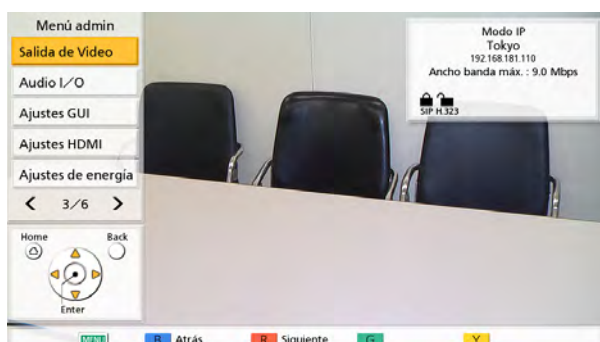 Menú admin
Salida de Video
Audio I/O
Ajustes GUI
Ajustes HDMI
Ajustes de energía
3/6
Home
Back
Enter
Modo IP
Tokyo
192.168.181.110
Ancho banda máx. : 9.0 Mbps
SIP H.323
MENU
B Atrás
R Siguiente
G
Y